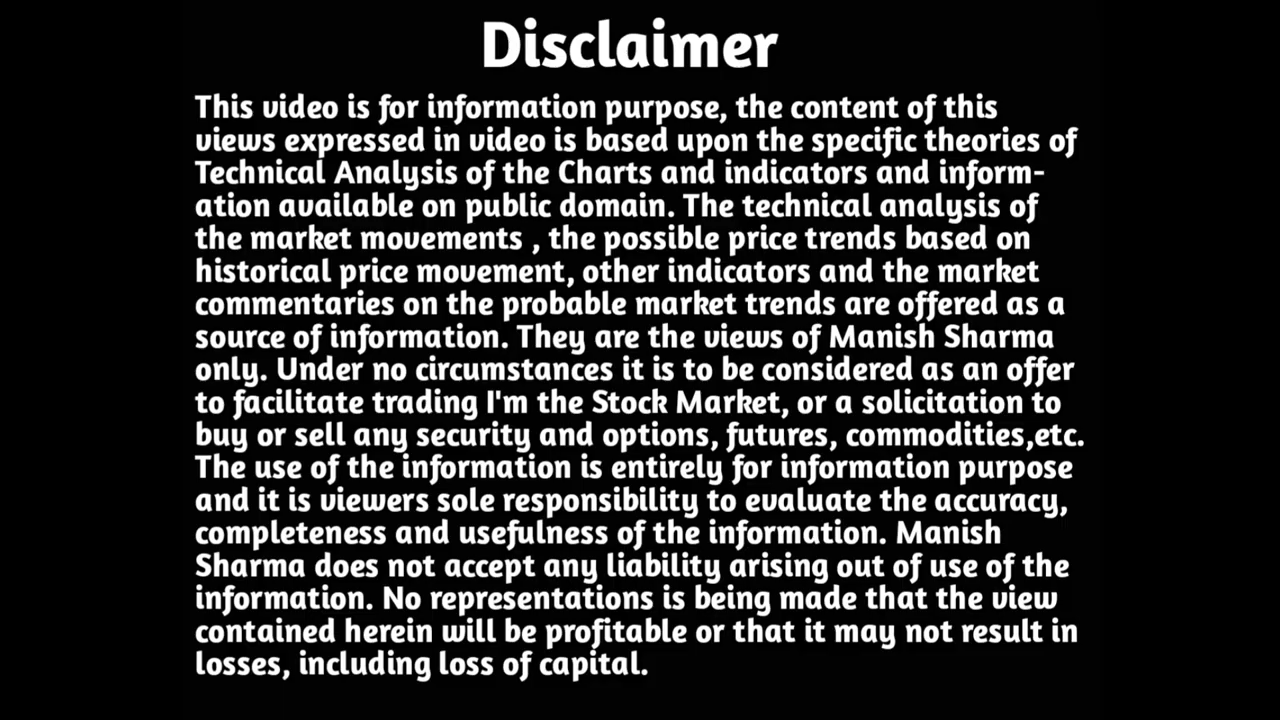 Disclaimer
This video is for information purpose, the content of this
views expressed in video is based upon the specific theories of
Technical Analysis of the Charts and indicators and inform-
ation available on public domain. The technical analysis of
the market movements , the possible price trends based on
historical price movement, other indicators and the market
commentaries on the probable market trends are offered as a
source of information. They are the views of Manish Sharma
only. Under no circumstances it is to be considered as an offer
to facilitate trading I'm the Stock Market, or a solicitation to
buy or sell any security and options, futures, commodities,etc.
The use of the information is entirely for information purpose
and it is viewers sole responsibility to evaluate the accuracy,
completeness and usefulness of the information. Manish
Sharma does not accept any liability arising out of use of the
information. No representations is being made that the view
contained herein will be profitable or that it may not result in
losses, including loss of capital.